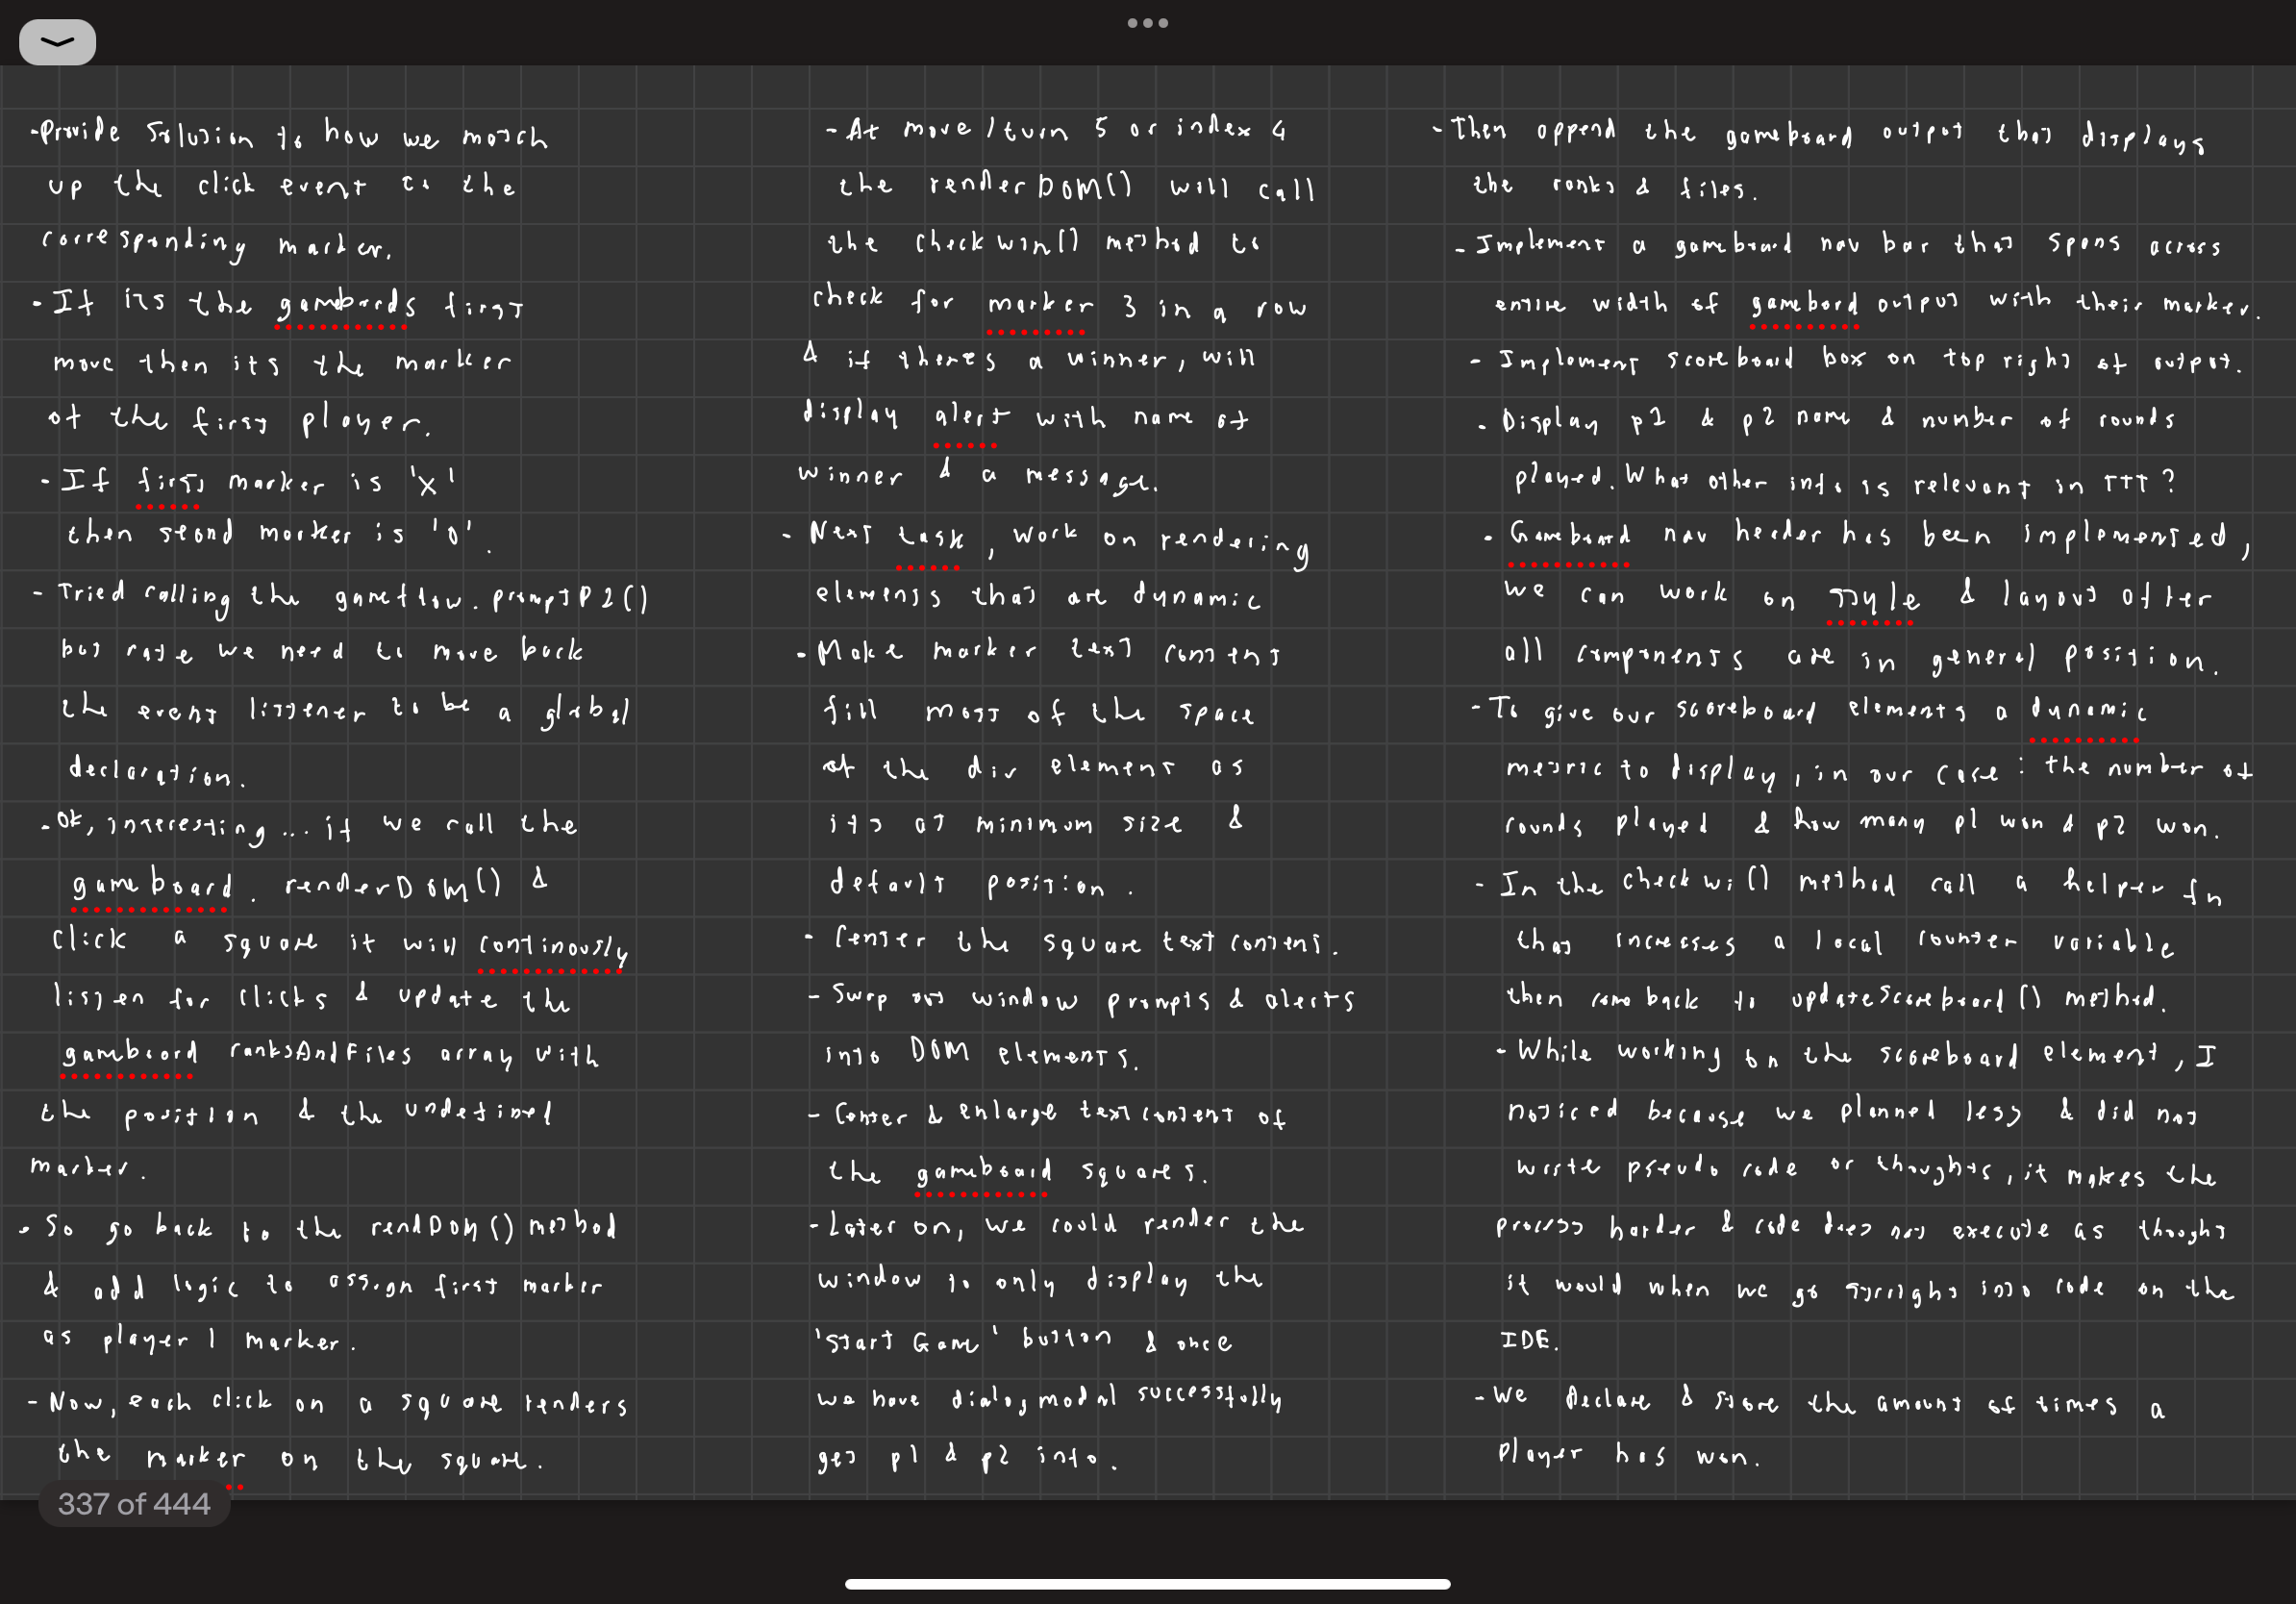 -Provide solution to how we match
up the click event to the
corresponding marker.
- If its the gamebords first
move then its the marker
of the first player.
- If first marker is 'X'
then seond marker is 'O'.
- Tried calling the gameflow.promptP2()
but we need to move back
the event listener to be a global
declaration.
- Ok, interesting... if we call the
gameboard.renderDOM() &
click a square it will continously
listen for clicks & update the
gameboord ranksAndFiles array with
the position & the undefined
marker.
- So go back to the rendDOM() method
& add logic to assign first marker
as player 1 marker.
- Now, each click on a square renders
the marker on the square.
- At move/turn 5 or index 4
the renderDOM() will call
the checkwin() method to
check for marker 3 in a row
& if theres a winner, will
display alert with name of
winner & a message.
- Next task, work on rendering
elements that are dynamic
- Make marker text content
fill most of the space
of the div element as
its at minimum size &
default position.
- Center the square text content.
- Swap out window prompts & alerts
into DOM elements.
- Center & enlarge text content of
the gameboard squares.
- Later on, we could render the
window to only display the
'Start Game' button & once
we have dialog modal successfully
get p1 & p2 info.
- Then append the gameboard output that displays
the ranks & files.
- Implement a gameboard nav bar that spans across
entire width of gamebord output with their marker.
- Implement scoreboard box on top right of output.
- Display p1 & p2 name & number of rounds
played. What other info is relevant in TTT?
- Gameboard nav header has been implemented,
we can work on style & layout after
all components are in general position.
- To give our scoreboard elements a dynamic
metric to display, in our case: the number of
rounds played & how many p1 won & p2 won.
- In the checkwi() method call a helper fn
that increases a local counter variable
then come back to updateScoreboard() method.
- While working on the scoreboard element, I
noticed because we planned less & did not
write pseudo code or thoughts, it makes the
process harder & code does not execute as thought
it would when we go straight into code on the
IDE.
- We declare & store the amount of times a
player has won.
337 of 444